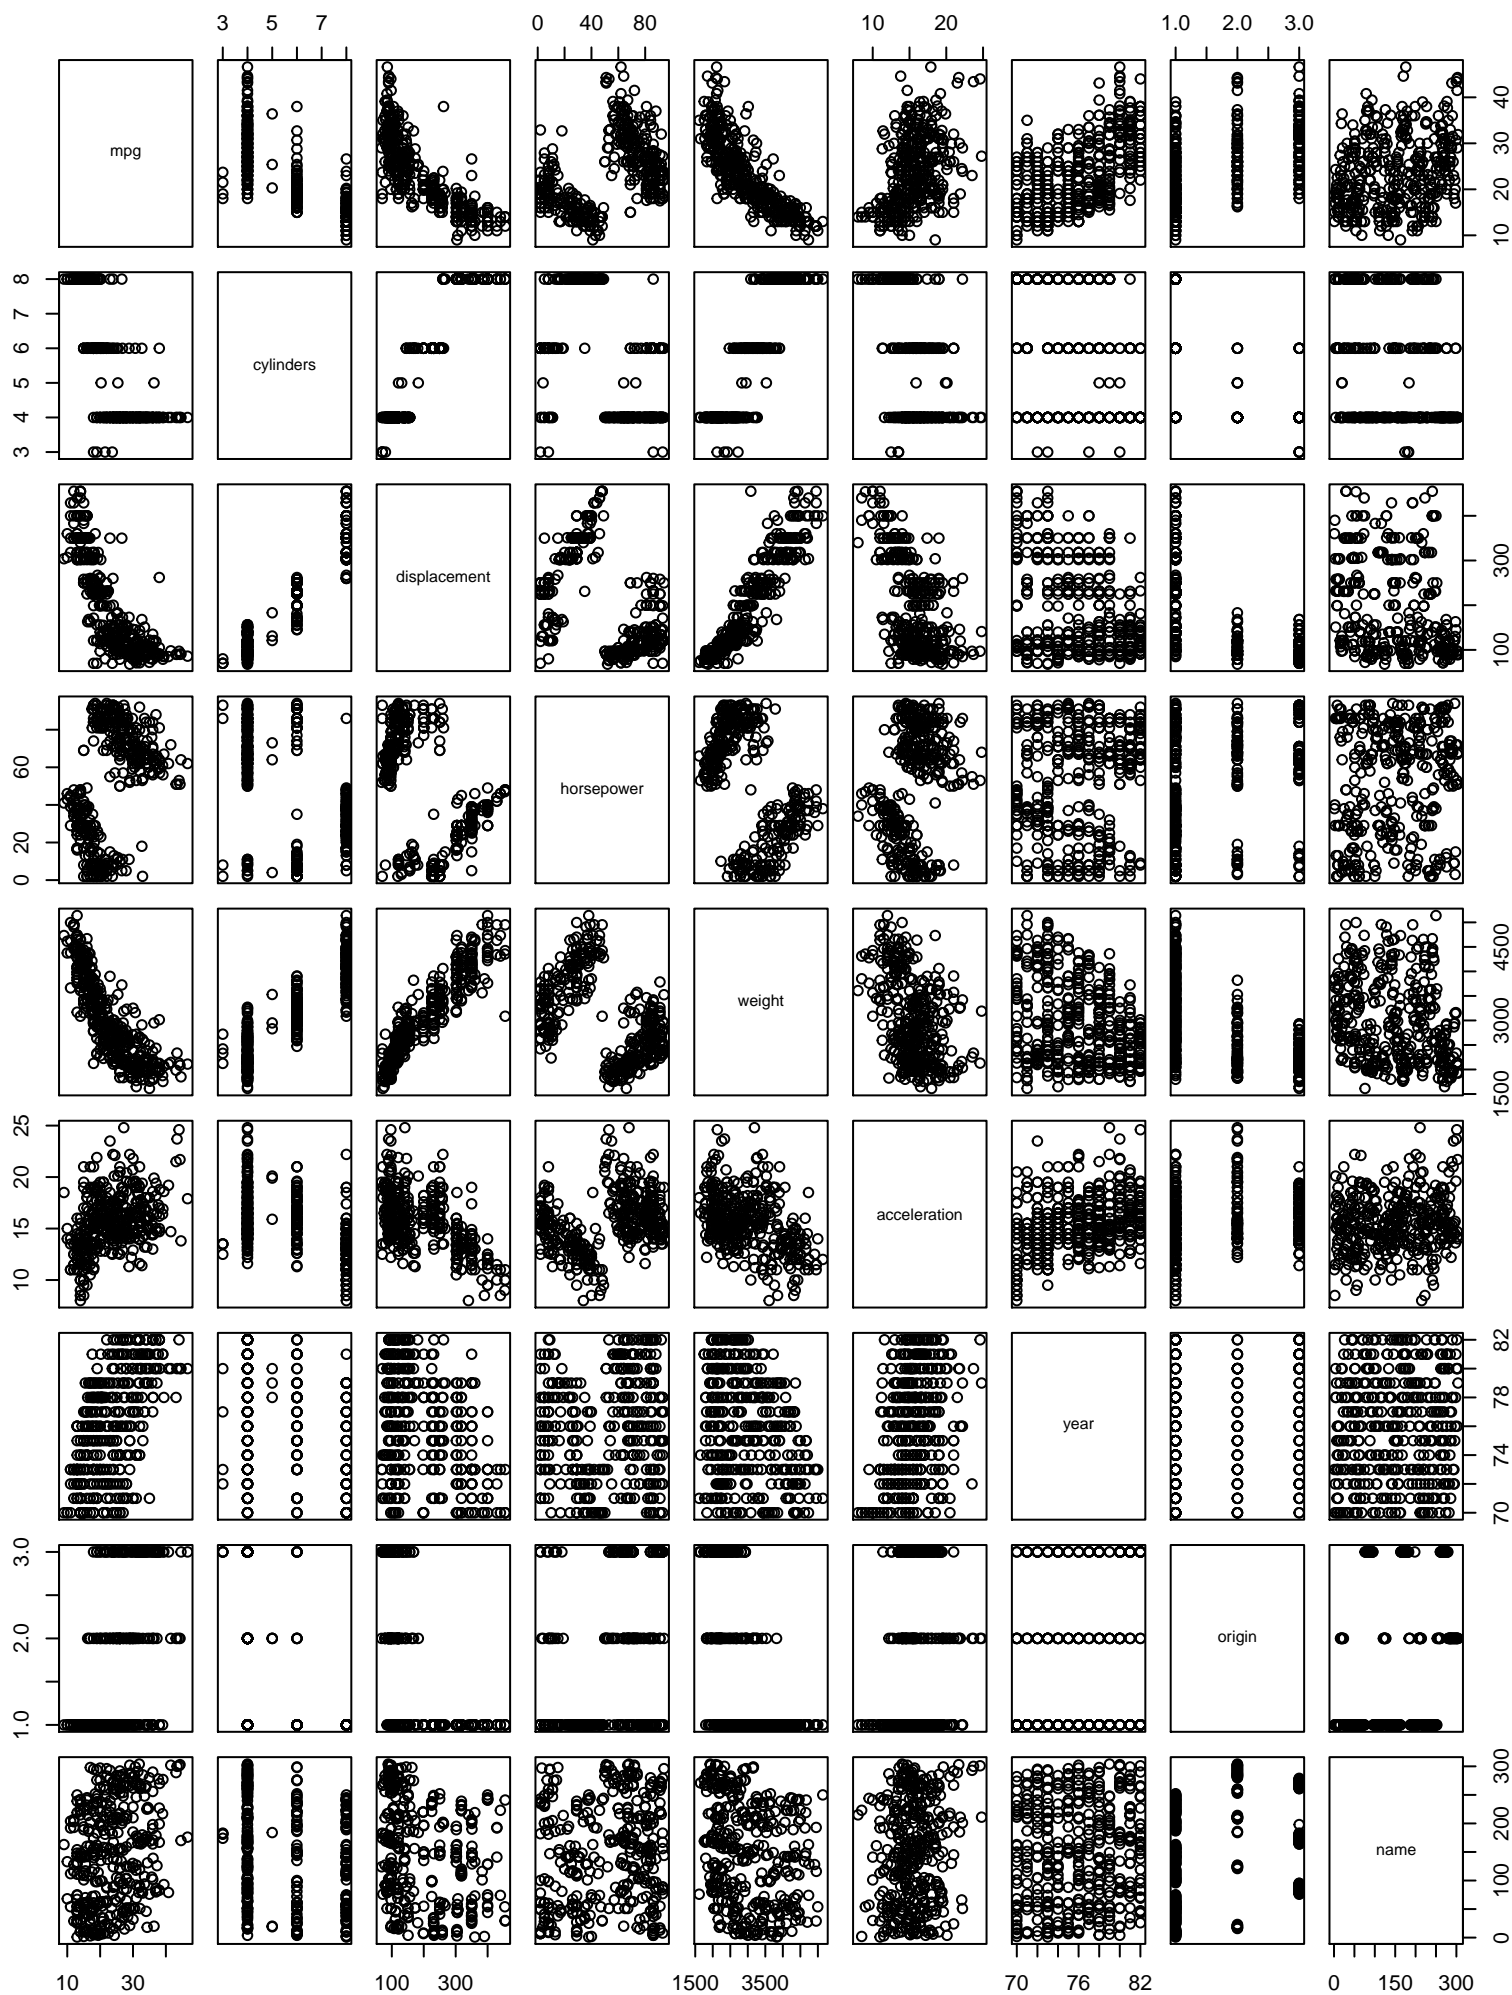 3 5 7 0 40 80 10 20 1.0 2.0 3.0
mpg
10 20 30 40
3 4 5 6 7 8
cylinders
displacement
100 300
0 20 60
horsepower
weight
1500 3000 4500
10 15 20 25
acceleration
year
70 74 78 82
1.0 2.0 3.0
origin
name
0 100 200 300
10 30 100 300 1500 3500 70 76 82 0 150 300